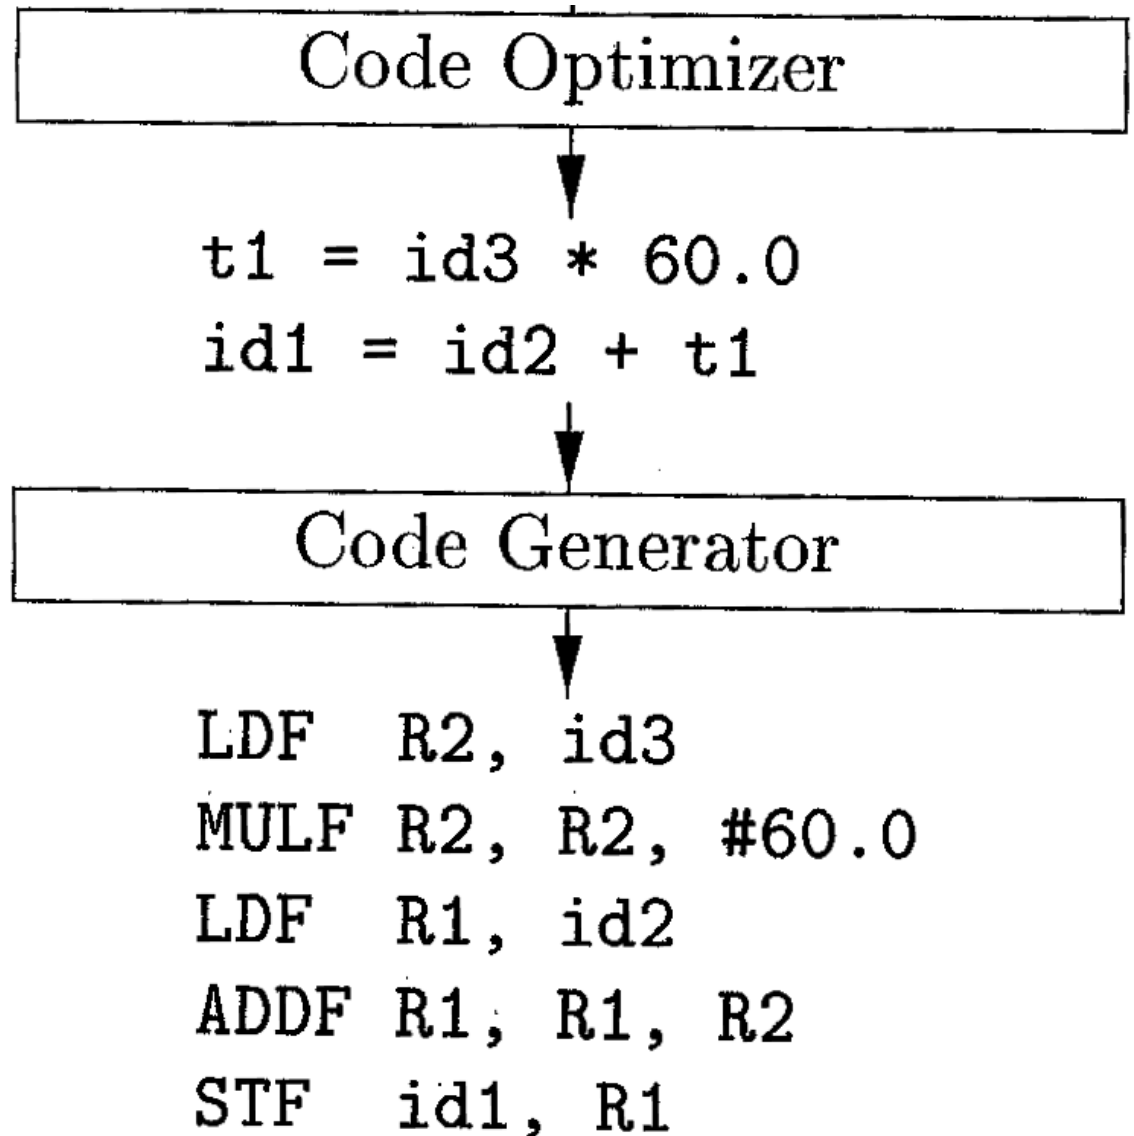 Code Optimizer
t1 = id3 * 60.0
id1 = id2 + t1
Code Generator
LDF R2, id3
MULF R2, R2, #60.0
LDF R1, id2
ADDF R1, R1, R2
STF id1, R1